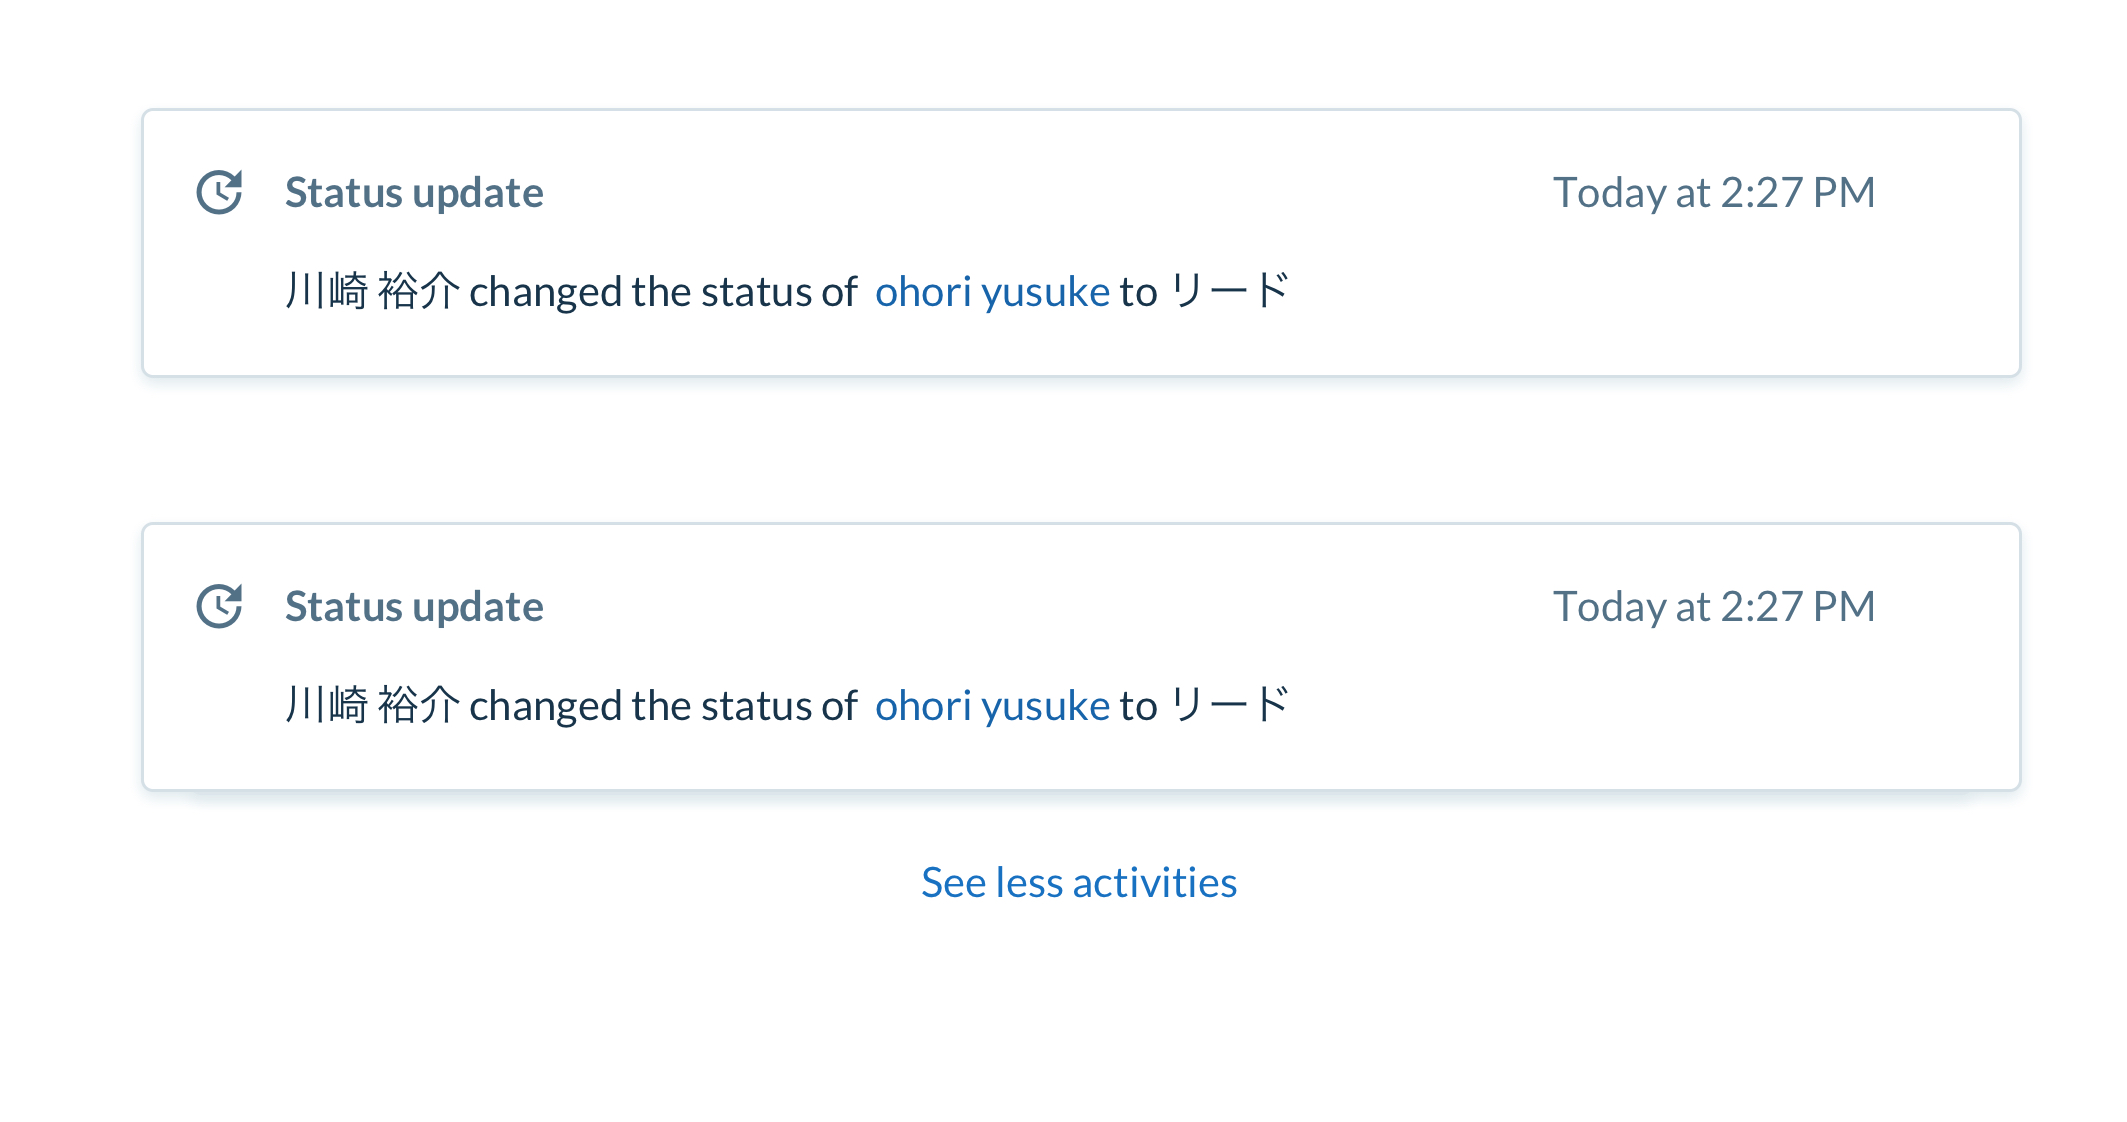 Status update
Today at 2:27 PM
川崎 裕介 changed the status of ohori yusuke to リード
Status update
Today at 2:27 PM
川崎 裕介 changed the status of ohori yusuke to リード
See less activities